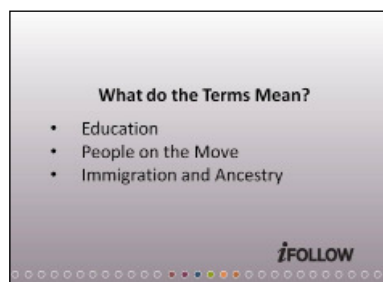 What do the Terms Mean?
• Education
• People on the Move
• Immigration and Ancestry
iFOLLOW